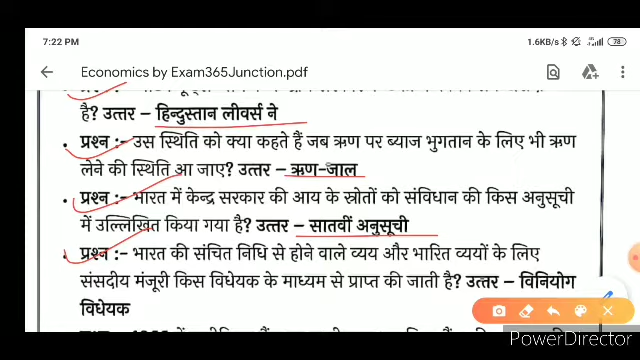 7:22 PM
1.6KB/s
78
Economics by Exam365Junction.pdf
है? उत्तर – हिन्दुस्तान लीवर्स ने
प्रश्न :- उस स्थिति को क्या कहते हैं जब ऋण पर ब्याज भुगतान के लिए भी ऋण
लेने की स्थिति आ जाए? उत्तर – ऋण-जाल
प्रश्न :- भारत में केन्द्र सरकार की आय के स्रोतों को संविधान की किस अनुसूची
में उल्लिखित किया गया है? उत्तर – सातवीं अनुसूची
प्रश्न :- भारत की संचित निधि से होने वाले व्यय और भारित व्ययों के लिए
संसदीय मंजूरी किस विधेयक के माध्यम से प्राप्त की जाती है? उत्तर – विनियोग
विधेयक
PowerDirector